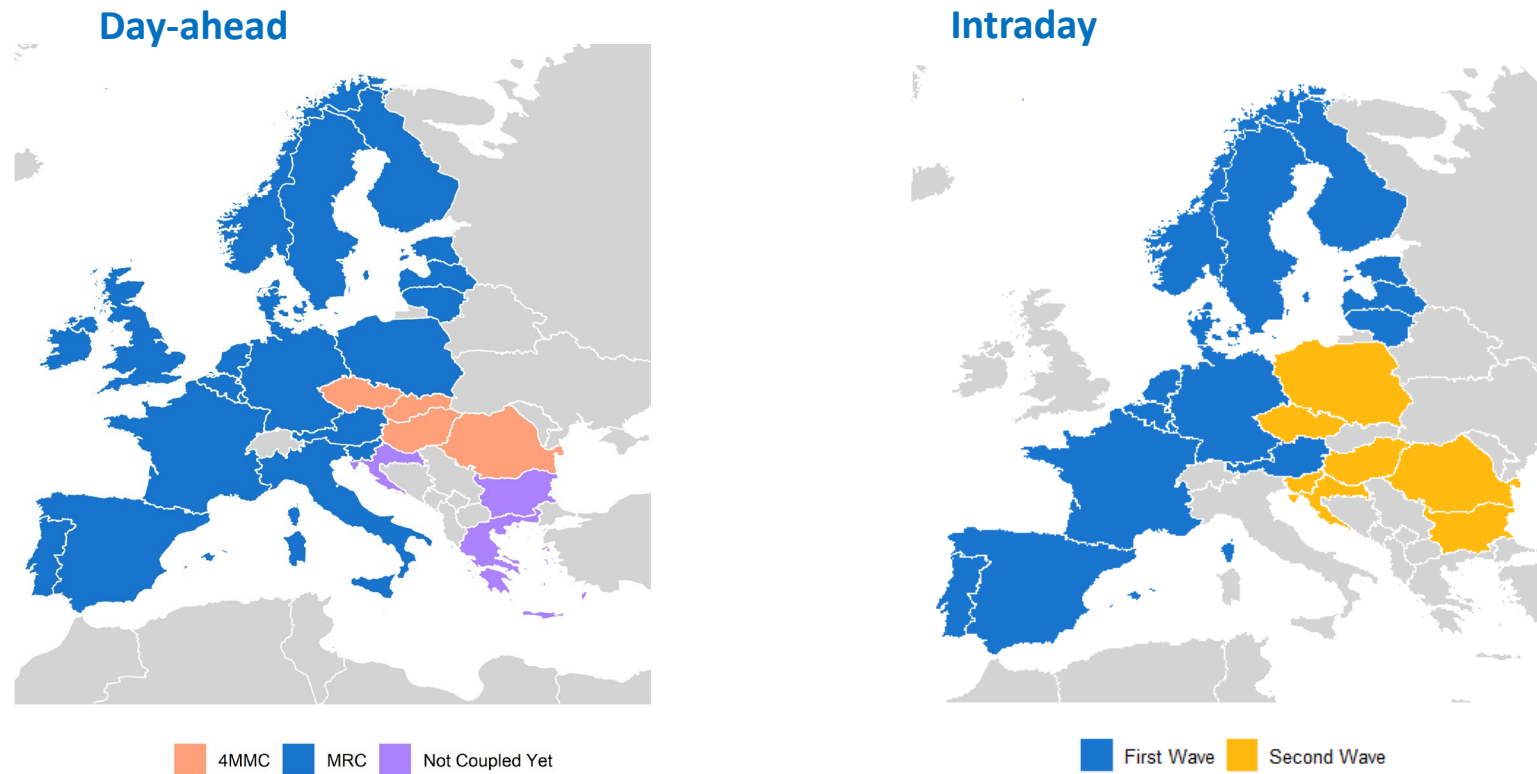 Day-ahead
Intraday
4MMC MRC Not Coupled Yet
First Wave Second Wave